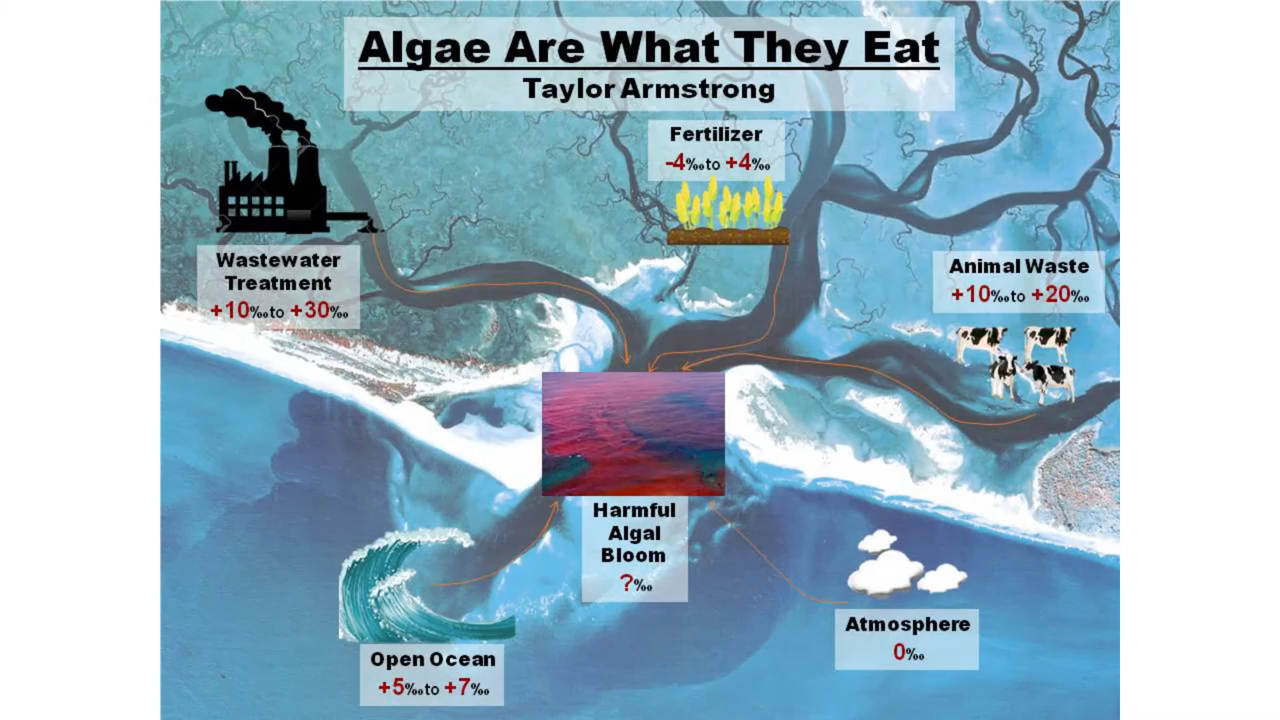 Algae Are What They Eat
Taylor Armstrong
Fertilizer
-4‰to +4‰
Wastewater
Treatment
+10‰to +30‰
Animal Waste
+10‰to +20‰
Harmful
Algal
Bloom
?‰
Atmosphere
0‰
Open Ocean
+5‰to +7‰